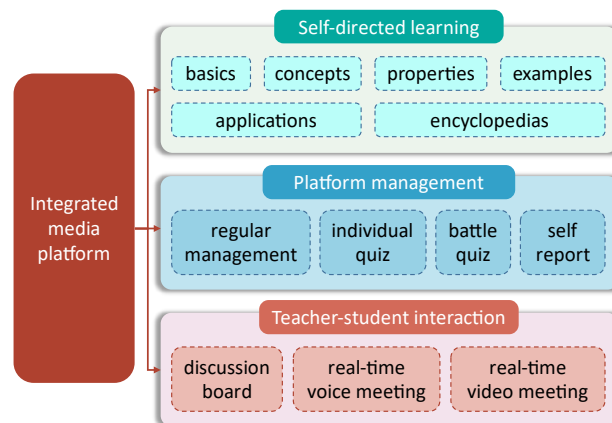 Self-directed learning
basics
concepts
properties
examples
applications
encyclopedias
Integrated
media
platform
Platform management
regular
management
individual
quiz
battle
quiz
self
report
Teacher-student interaction
discussion
board
real-time
voice meeting
real-time
video meeting